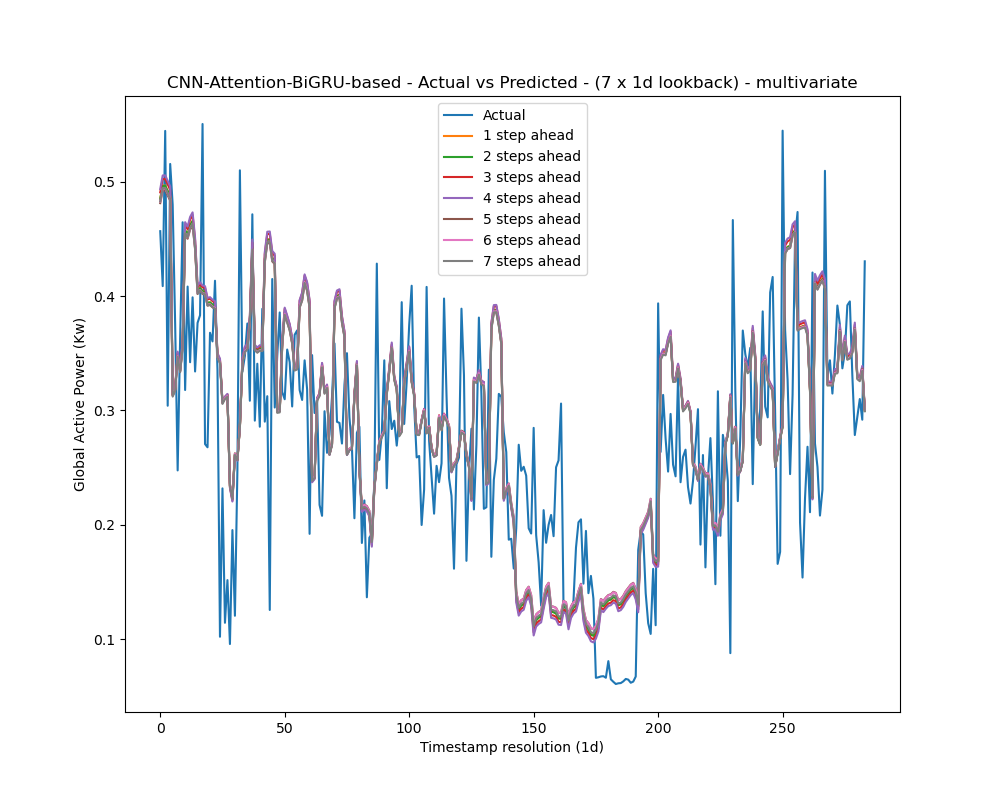 CNN-Attention-BiGRU-based - Actual vs Predicted - (7 x 1d lookback) - multivariate
Actual
1 step ahead
2 steps ahead
3 steps ahead
4 steps ahead
5 steps ahead
6 steps ahead
7 steps ahead
Global Active Power (Kw)
0.5
0.4
0.3
0.2
0.1
0 50 100 150 200 250
Timestamp resolution (1d)